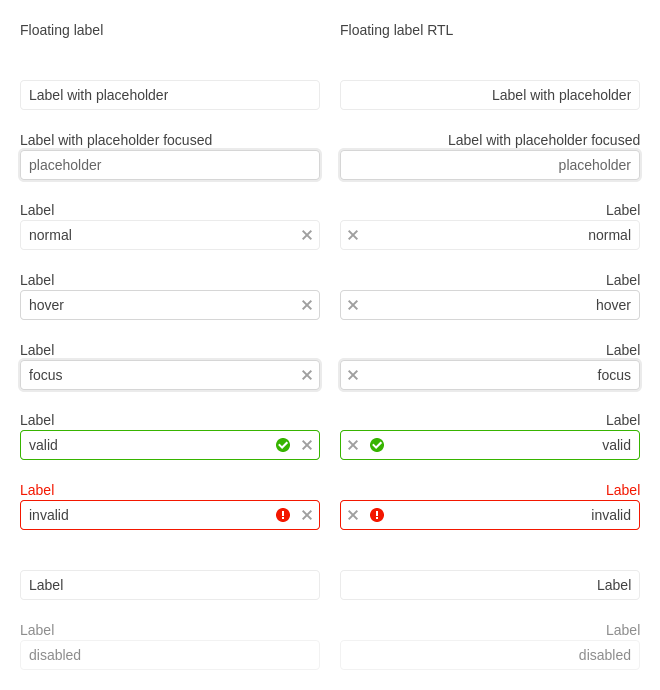 Floating label
Floating label RTL
Label with placeholder
Label with placeholder
Label with placeholder focused
Label with placeholder focused
placeholder
placeholder
Label
Label
normal
normal
Label
Label
hover
hover
Label
Label
focus
focus
Label
Label
valid
valid
Label
Label
invalid
invalid
Label
Label
Label
Label
disabled
disabled